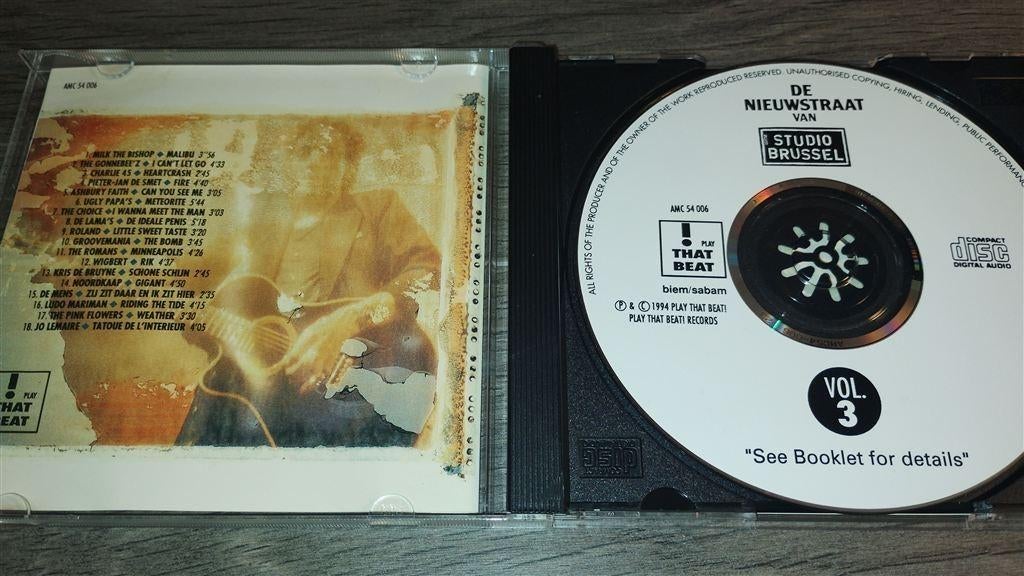 AMC 54 006
1. MILK THE BISHOP ◆ MALIBU 3"56
2. THE GONNEBE'Z ◆ I CAN'T LET GO 4'33
3. CHARLIE 45 ◆ HEARTCRASH 2'45
4. PIETER-JAN DE SMET ◆ FIRE 4'40
5. ASHBURY FAITH ◆ CAN YOU SEE ME 3'05
6. UGLY PAPA'S ◆ METEORITE 5'44
7. THE CHOICE ◆ I WANNA MEET THE MAN 3'03
8. DE LAMA'S ◆ DE IDEALE PENIS 5'18
9. ROLAND ◆ LITTLE SWEET TASTE 3'20
10. GROOVEMANIA ◆ THE BOMB 3'45
11. THE ROMANS ◆ MINNEAPOLIS 4'26
12. WIGBERT ◆ RIK 4'37
13. KRIS DE BRUYNE ◆ SCHONE SCHIJN 2'45
14. NOORDKAAP ◆ GIGANT 4'50
15. DE MENS ◆ ZIJ ZIT DAAR EN IK ZIT HIER 2'35
16. LUDO MARIMAN ◆ RIDING THE TIDE 4'15
17. THE PINK FLOWERS ◆ WEATHER 3'30
18. JO LEMAIRE ◆ TATOUE DE L'INTERIEUR 4'05
! PLAY
THAT
BEAT
ALL RIGHTS OF THE PRODUCER AND OF THE OWNER OF THE WORK REPRODUCED RESERVED. UNAUTHORISED COPYING, HIRING, LENDING, PUBLIC PERFORMAN
DE
NIEUWSTRAAT
VAN
STUDIO
BRUSSEL
AMC 54 006
! PLAY
THAT
BEAT
biem/sabam
Ⓟ & © 1994 PLAY THAT BEAT!
PLAY THAT BEAT! RECORDS
COMPACT
disc
DIGITAL AUDIO
VOL.
3
"See Booklet for details"
disc